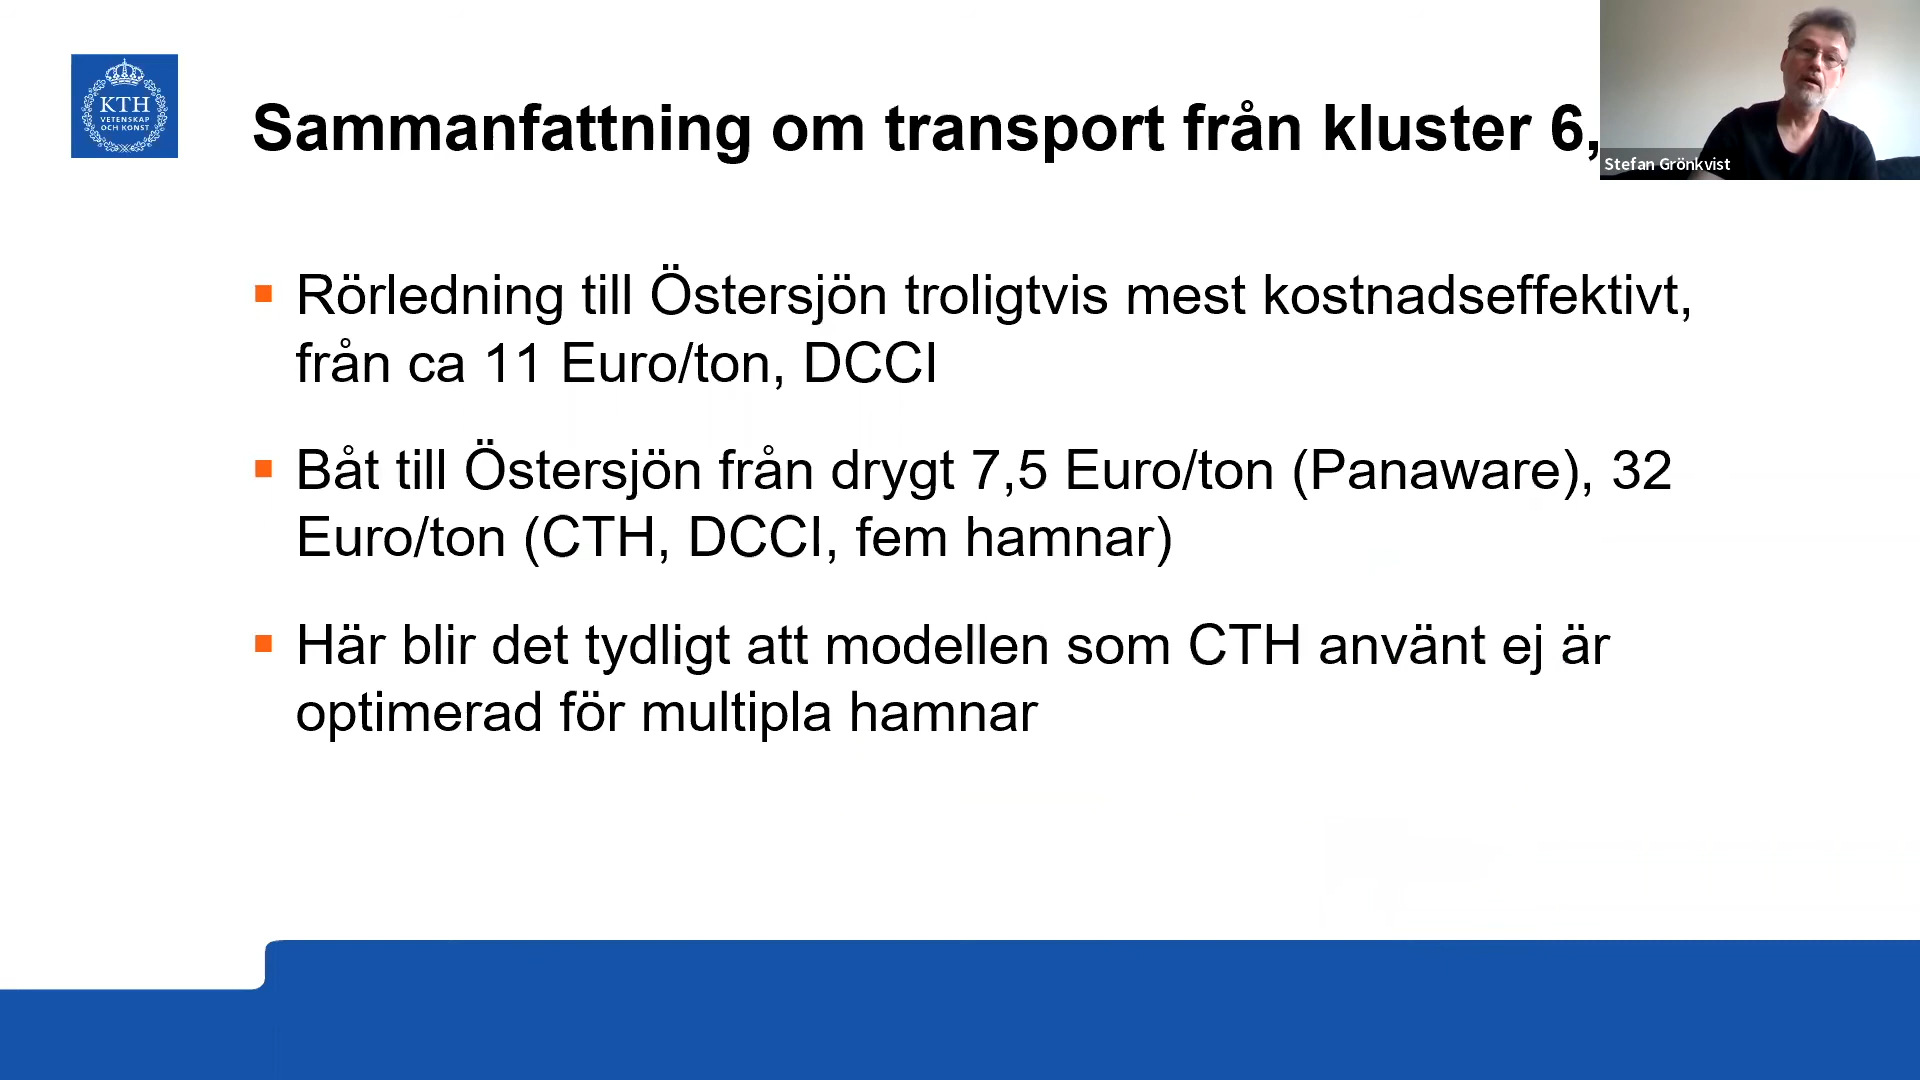 KTH
VETENSKAP
OCH KONST
Sammanfattning om transport från kluster 6,
Stefan Grönkvist
Rörledning till Östersjön troligtvis mest kostnadseffektivt,
från ca 11 Euro/ton, DCCI
Båt till Östersjön från drygt 7,5 Euro/ton (Panaware), 32
Euro/ton (CTH, DCCI, fem hamnar)
Här blir det tydligt att modellen som CTH använt ej är
optimerad för multipla hamnar